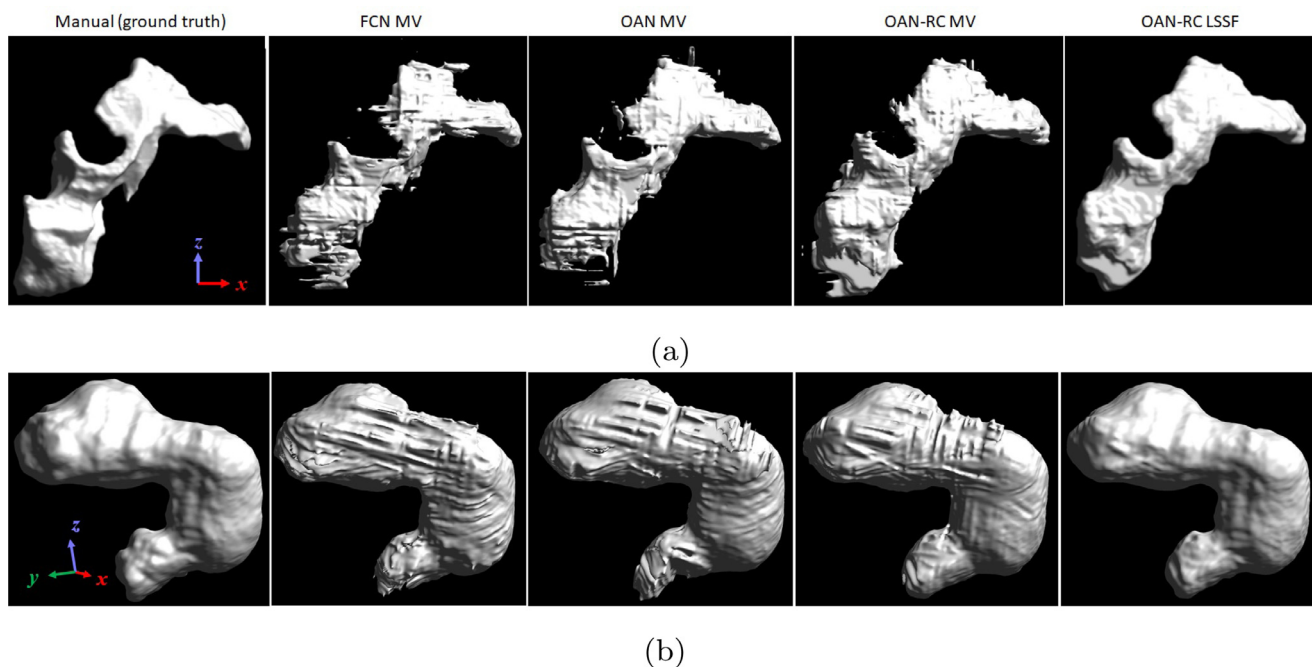 Manual (ground truth) FCN MV OAN MV OAN-RC MV OAN-RC LSSF
z
x
(a)
z
y x
(b)